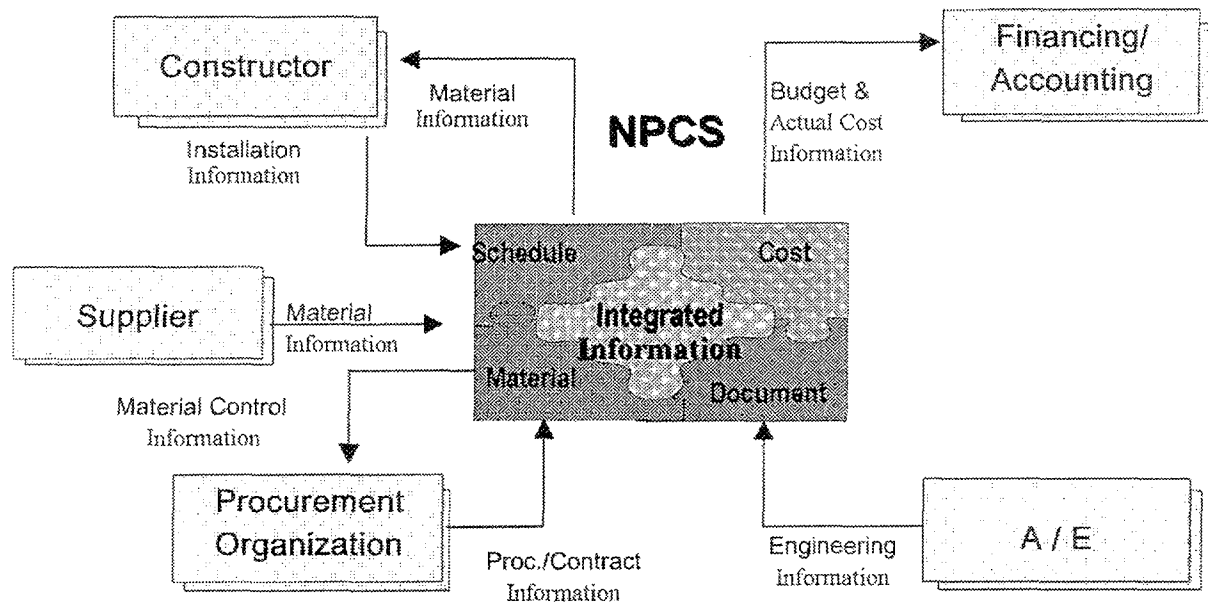 Constructor
Material
Information
NPCS
Budget &
Actual Cost
Information
Financing/
Accounting
Installation
Information
Schedule
Cost
Supplier
Material
Information
Integrated
Information
Material
Document
Material Control
Information
Procurement
Organization
Proc./Contract
Information
Engineering
Information
A / E